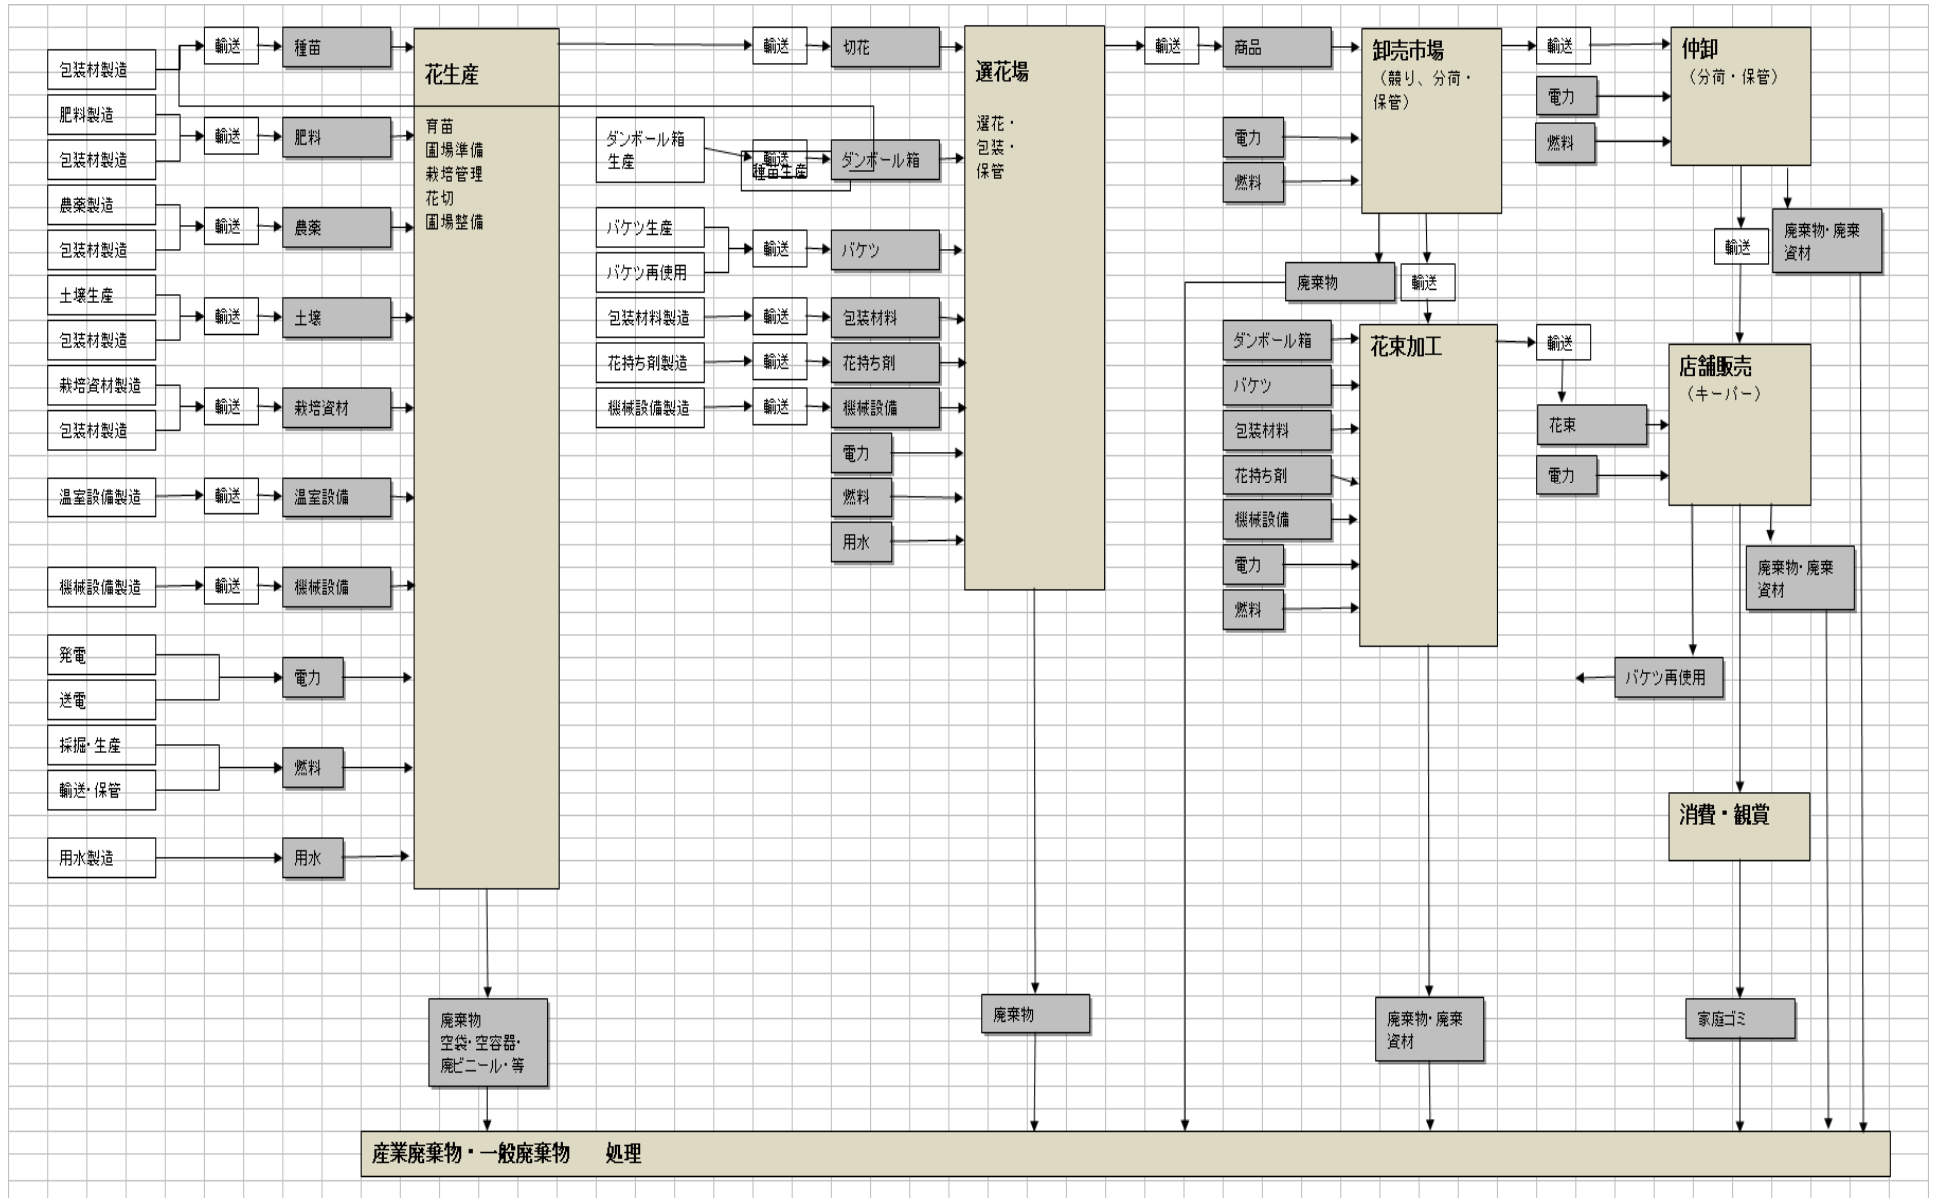 包装材製造
輸送
種苗
肥料製造
包装材製造
輸送
肥料
農薬製造
包装材製造
輸送
農薬
土壌生産
包装材製造
輸送
土壌
栽培資材製造
包装材製造
輸送
栽培資材
温室設備製造
輸送
温室設備
機械設備製造
輸送
機械設備
発電
送電
電力
採掘・生産
輸送・保管
燃料
用水製造
用水
花生産
育苗
圃場準備
栽培管理
花切
圃場整備
廃棄物
空袋・空容器・
廃ビニール・等
輸送
切花
ダンボール箱
生産
輸送
種苗生産
ダンボール箱
バケツ生産
バケツ再使用
輸送
バケツ
包装材料製造
輸送
包装材料
花持ち剤製造
輸送
花持ち剤
機械設備製造
輸送
機械設備
電力
燃料
用水
選花場
選花・
包装・
保管
廃棄物
輸送
商品
電力
燃料
卸売市場
（競り、分荷・
保管）
廃棄物
輸送
ダンボール箱
バケツ
包装材料
花持ち剤
機械設備
電力
燃料
花束加工
廃棄物・廃棄
資材
輸送
電力
燃料
仲卸
（分荷・保管）
輸送
廃棄物・廃棄
資材
輸送
花束
電力
店舗販売
（キーパー）
廃棄物・廃棄
資材
バケツ再使用
消費・観賞
家庭ゴミ
産業廃棄物・一般廃棄物　　処理